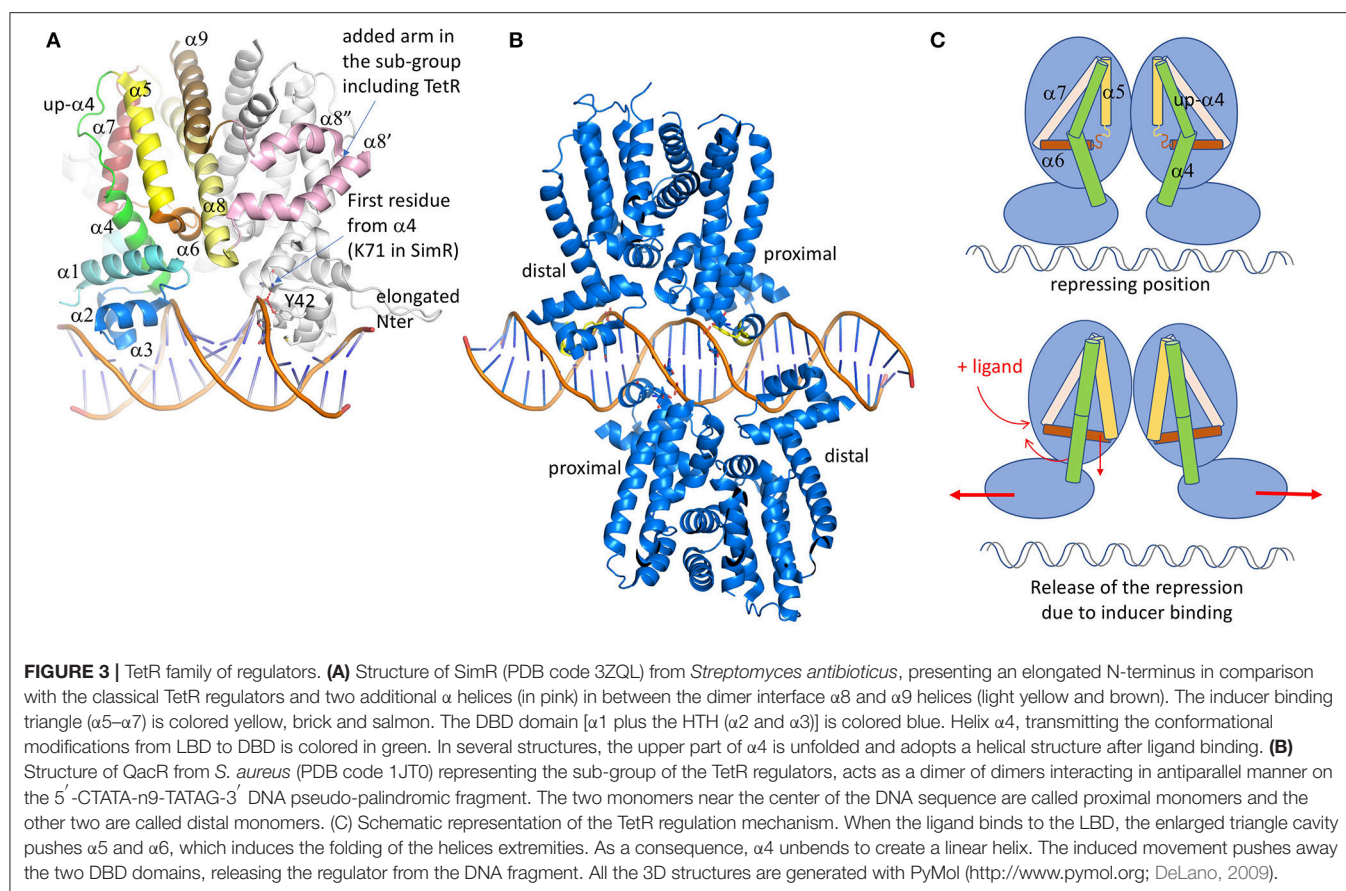 A
α9
added arm in
the sub-group
including TetR
up-α4
α5
α7
α8"
α8'
First residue
from α4
(K71 in SimR)
α4
α8
α6
α1
α2
α3
Y42
elongated
Nter
B
distal
proximal
proximal
distal
C
α7
α5
up-α4
α6
α4
repressing position
+ ligand
Release of the repression
due to inducer binding
FIGURE 3 | TetR family of regulators. (A) Structure of SimR (PDB code 3ZQL) from Streptomyces antibioticus, presenting an elongated N-terminus in comparison
with the classical TetR regulators and two additional α helices (in pink) in between the dimer interface α8 and α9 helices (light yellow and brown). The inducer binding
triangle (α5–α7) is colored yellow, brick and salmon. The DBD domain [α1 plus the HTH (α2 and α3)] is colored blue. Helix α4, transmitting the conformational
modifications from LBD to DBD is colored in green. In several structures, the upper part of α4 is unfolded and adopts a helical structure after ligand binding. (B)
Structure of QacR from S. aureus (PDB code 1JT0) representing the sub-group of the TetR regulators, acts as a dimer of dimers interacting in antiparallel manner on
the 5′-CTATA-n9-TATAG-3′ DNA pseudo-palindromic fragment. The two monomers near the center of the DNA sequence are called proximal monomers and the
other two are called distal monomers. (C) Schematic representation of the TetR regulation mechanism. When the ligand binds to the LBD, the enlarged triangle cavity
pushes α5 and α6, which induces the folding of the helices extremities. As a consequence, α4 unbends to create a linear helix. The induced movement pushes away
the two DBD domains, releasing the regulator from the DNA fragment. All the 3D structures are generated with PyMol (http://www.pymol.org; DeLano, 2009).